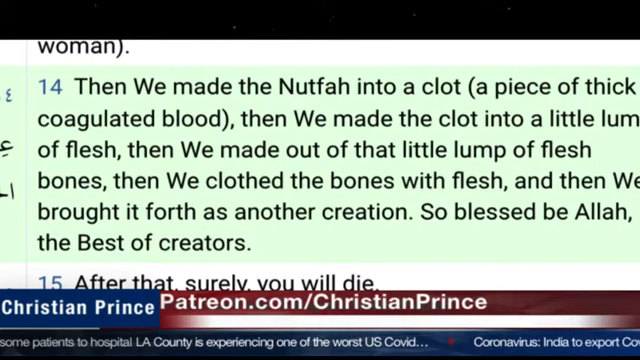 woman).
14 Then We made the Nutfah into a clot (a piece of thick
coagulated blood), then We made the clot into a little lum
of flesh, then We made out of that little lump of flesh
bones, then We clothed the bones with flesh, and then We
brought it forth as another creation. So blessed be Allah,
the Best of creators.
15 After that, surely, you will die.
Christian Prince
Patreon.com/ChristianPrince
some patients to hospital LA County is experiencing one of the worst US Covid... Coronavirus: India to export Co